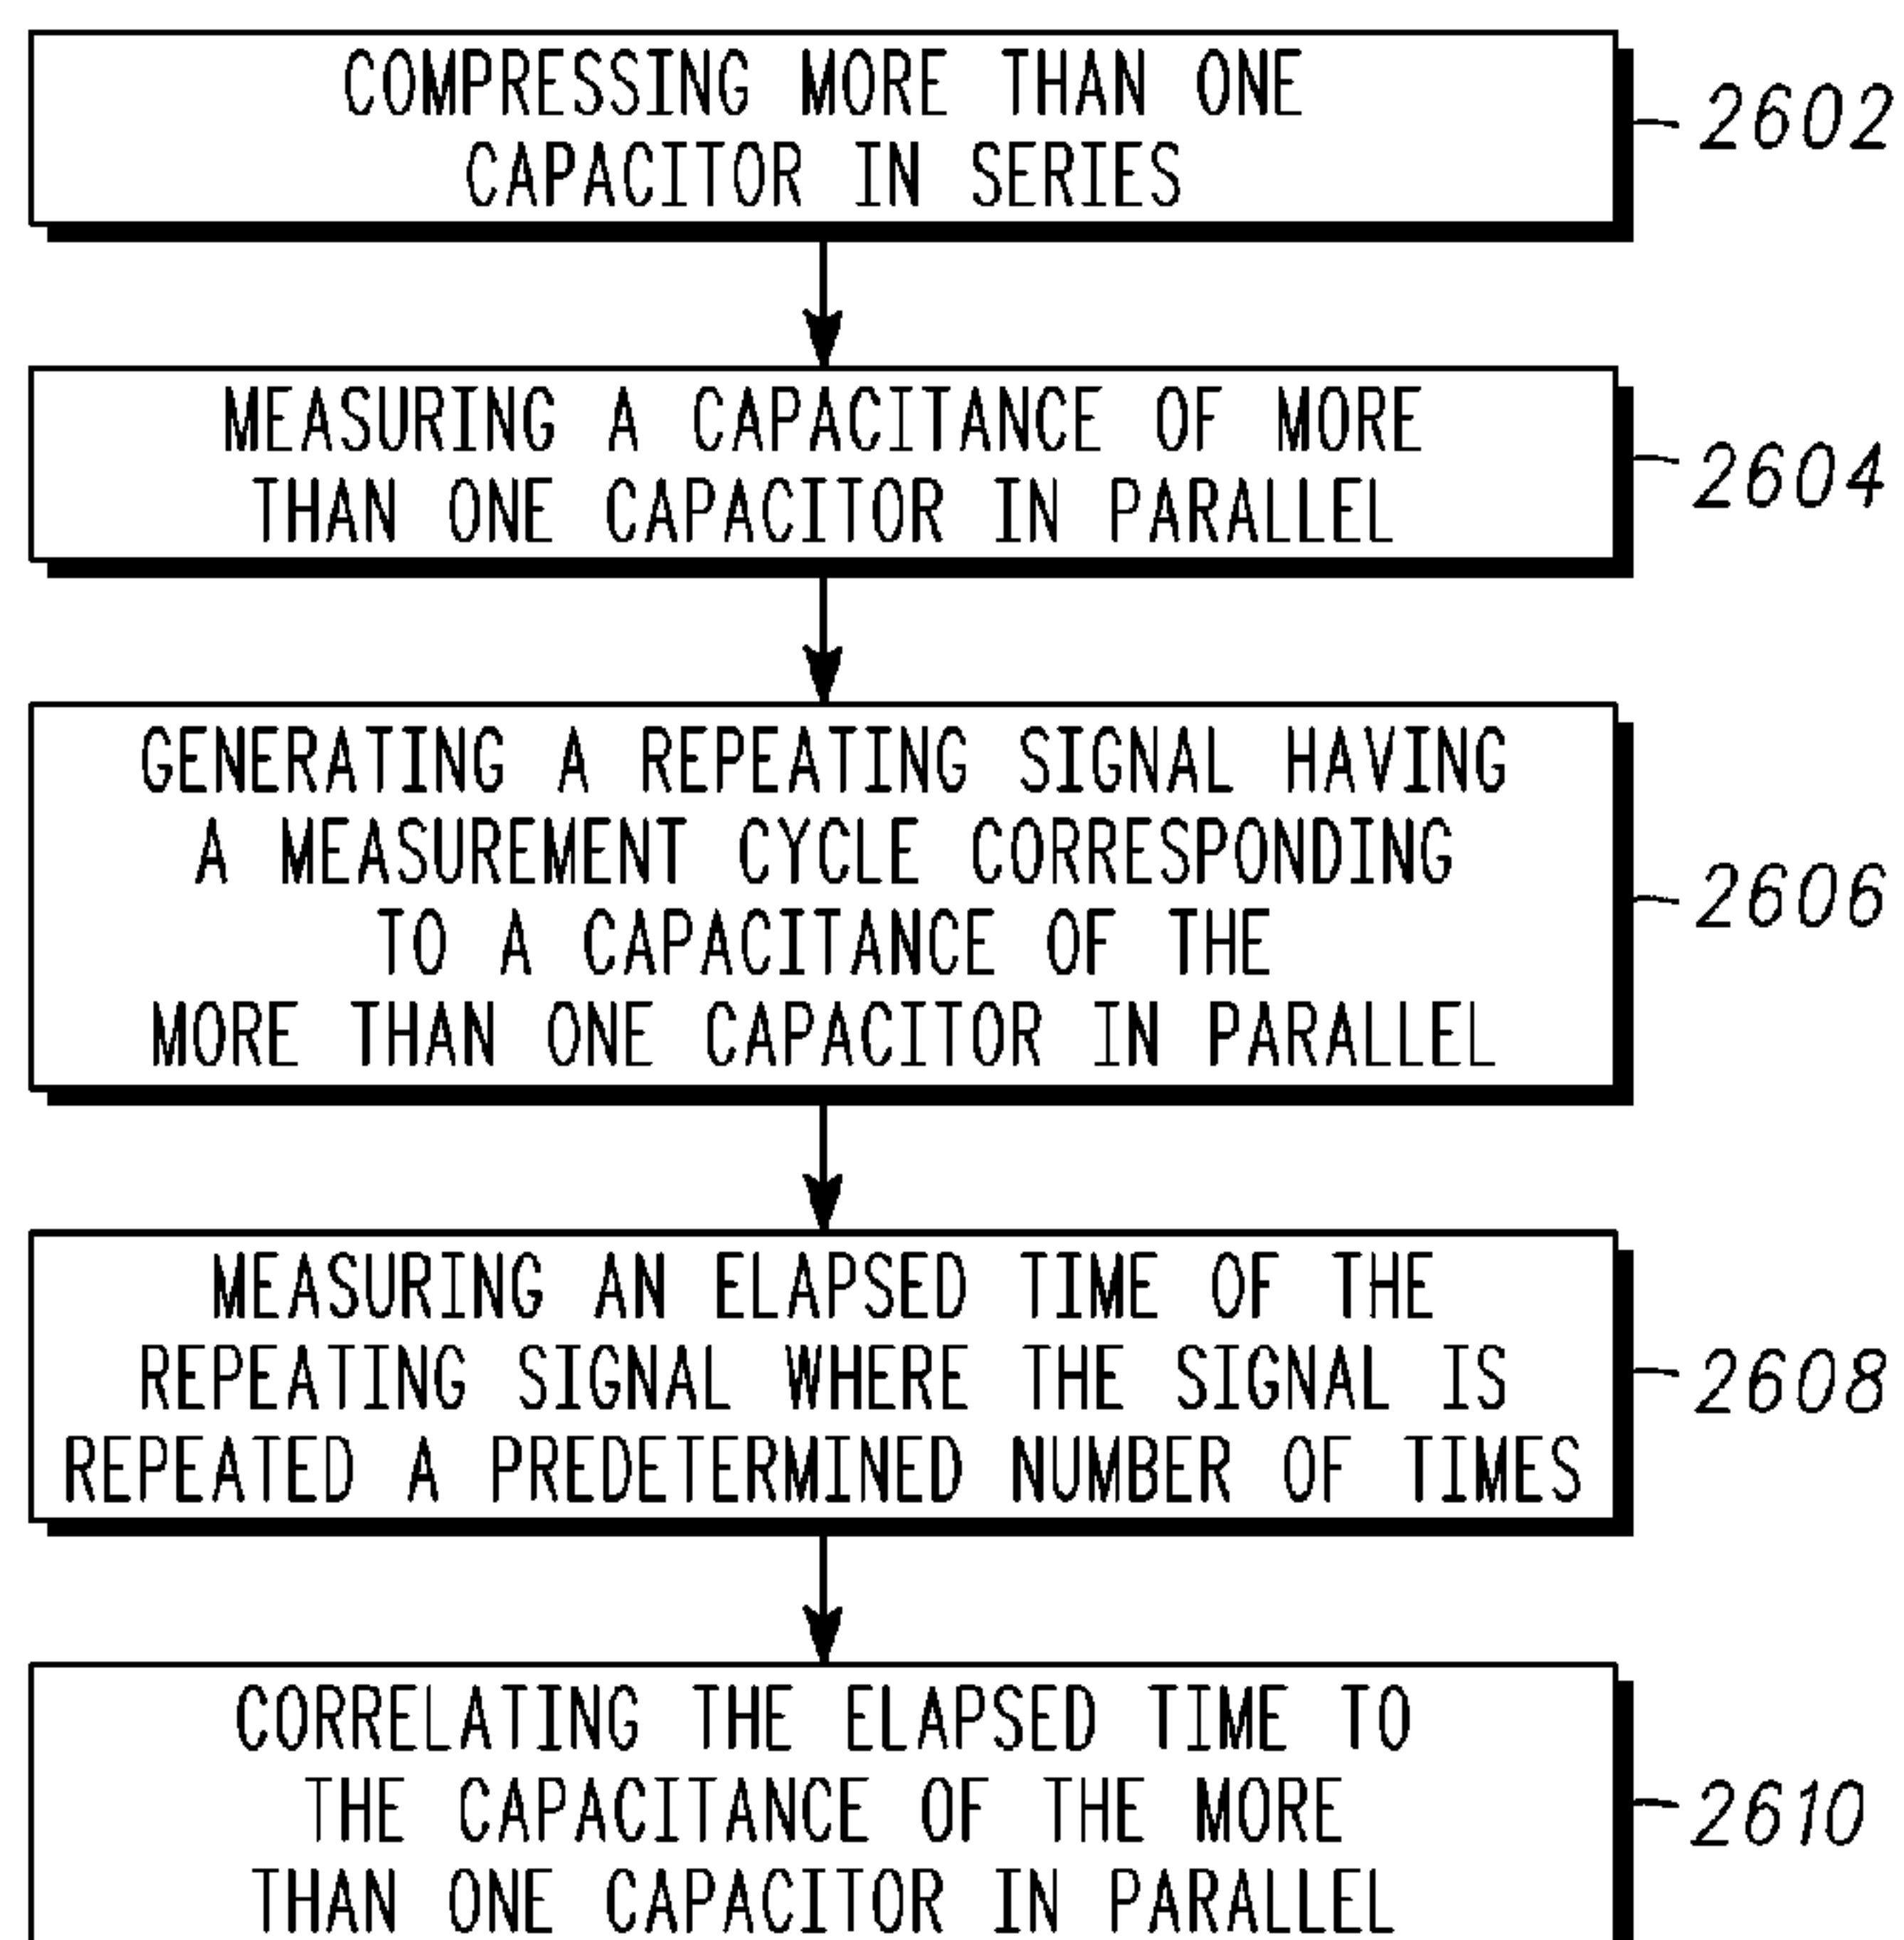 COMPRESSING MORE THAN ONE
CAPACITOR IN SERIES
2602
MEASURING A CAPACITANCE OF MORE
THAN ONE CAPACITOR IN PARALLEL
2604
GENERATING A REPEATING SIGNAL HAVING
A MEASUREMENT CYCLE CORRESPONDING
TO A CAPACITANCE OF THE
MORE THAN ONE CAPACITOR IN PARALLEL
2606
MEASURING AN ELAPSED TIME OF THE
REPEATING SIGNAL WHERE THE SIGNAL IS
REPEATED A PREDETERMINED NUMBER OF TIMES
2608
CORRELATING THE ELAPSED TIME TO
THE CAPACITANCE OF THE MORE
THAN ONE CAPACITOR IN PARALLEL
2610